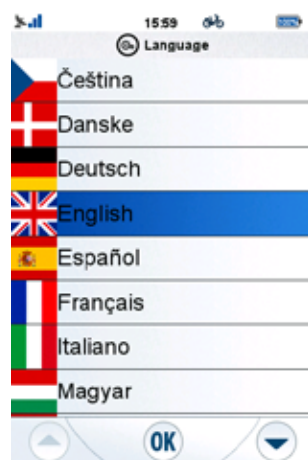 15:59
Language
Čeština
Danske
Deutsch
English
Español
Français
Italiano
Magyar
OK